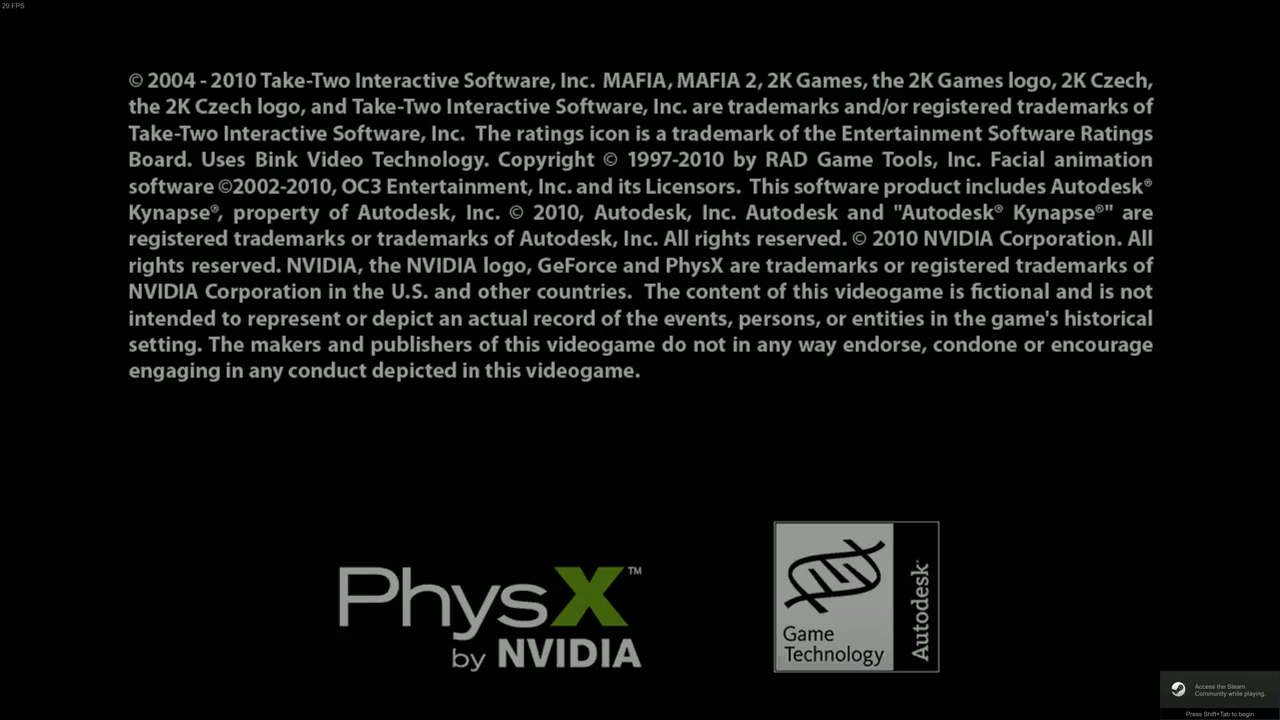 29 FPS
© 2004 - 2010 Take-Two Interactive Software, Inc. MAFIA, MAFIA 2, 2K Games, the 2K Games logo, 2K Czech,
the 2K Czech logo, and Take-Two Interactive Software, Inc. are trademarks and/or registered trademarks of
Take-Two Interactive Software, Inc. The ratings icon is a trademark of the Entertainment Software Ratings
Board. Uses Bink Video Technology. Copyright © 1997-2010 by RAD Game Tools, Inc. Facial animation
software ©2002-2010, OC3 Entertainment, Inc. and its Licensors. This software product includes Autodesk®
Kynapse®, property of Autodesk, Inc. © 2010, Autodesk, Inc. Autodesk and "Autodesk® Kynapse®" are
registered trademarks or trademarks of Autodesk, Inc. All rights reserved. © 2010 NVIDIA Corporation. All
rights reserved. NVIDIA, the NVIDIA logo, GeForce and PhysX are trademarks or registered trademarks of
NVIDIA Corporation in the U.S. and other countries. The content of this videogame is fictional and is not
intended to represent or depict an actual record of the events, persons, or entities in the game's historical
setting. The makers and publishers of this videogame do not in any way endorse, condone or encourage
engaging in any conduct depicted in this videogame.
PhysX™
by NVIDIA
Game
Technology
Autodesk®
Access the Steam
Community while playing.
Press Shift+Tab to begin